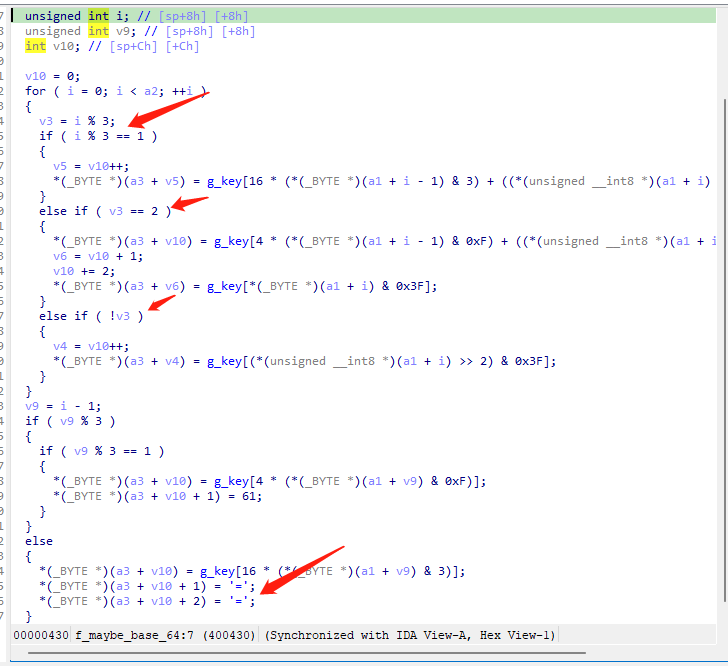 unsigned int i; // [sp+8h] [+8h]
unsigned int v9; // [sp+8h] [+8h]
int v10; // [sp+Ch] [+Ch]
v10 = 0;
for ( i = 0; i < a2; ++i )
{
v3 = i % 3;
if ( i % 3 == 1 )
{
v5 = v10++;
*(_BYTE *)(a3 + v5) = g_key[16 * (*(_BYTE *)(a1 + i - 1) & 3) + ((*(unsigned __int8 *)(a1 + i)
}
else if ( v3 == 2 )
{
*(_BYTE *)(a3 + v10) = g_key[4 * (*(_BYTE *)(a1 + i - 1) & 0xF) + ((*(unsigned __int8 *)(a1 + i
v6 = v10 + 1;
v10 += 2;
*(_BYTE *)(a3 + v6) = g_key[*(_BYTE *)(a1 + i) & 0x3F];
}
else if ( !v3 )
{
v4 = v10++;
*(_BYTE *)(a3 + v4) = g_key[(*(unsigned __int8 *)(a1 + i) >> 2) & 0x3F];
}
}
v9 = i - 1;
if ( v9 % 3 )
{
if ( v9 % 3 == 1 )
{
*(_BYTE *)(a3 + v10) = g_key[4 * (*(_BYTE *)(a1 + v9) & 0xF)];
*(_BYTE *)(a3 + v10 + 1) = 61;
}
}
else
{
*(_BYTE *)(a3 + v10) = g_key[16 * (*(_BYTE *)(a1 + v9) & 3)];
*(_BYTE *)(a3 + v10 + 1) = '=';
*(_BYTE *)(a3 + v10 + 2) = '=';
}
00000430 f_maybe_base_64:7 (400430) (Synchronized with IDA View-A, Hex View-1)